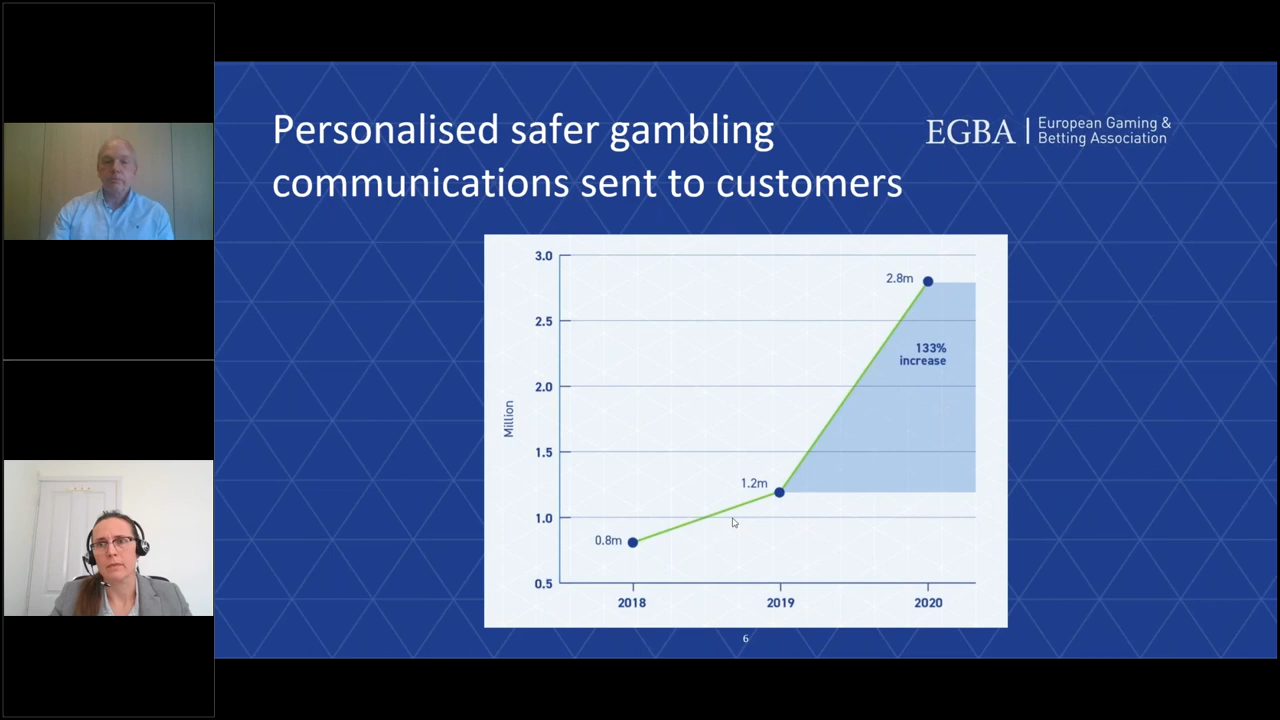 Personalised safer gambling
communications sent to customers
EGBA | European Gaming &
Betting Association
3.0
2.8m
2.5
133%
increase
2.0
Million
1.5
1.2m
1.0
0.8m
0.5
2018 2019 2020
6